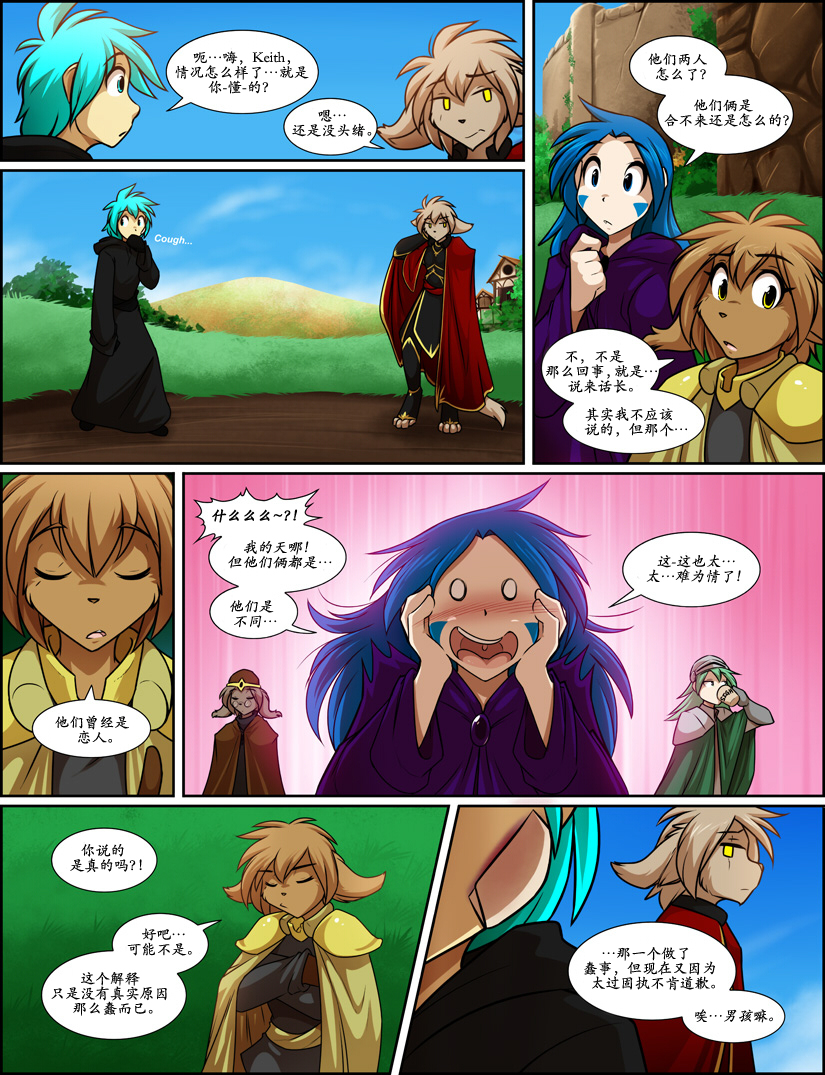 呃…嗨，Keith，
情况怎么样了…就是
你-懂-的？
嗯…
还是没头绪。
他们两人
怎么了？
他们俩是
合不来还是怎么的？
Cough...
不，不是
那么回事，就是…
说来话长。
其实我不应该
说的，但那个…
他们曾经是
恋人。
什么么么~?!
我的天哪！
但他们俩都是…
他们是
不同…
这-这也太…
太…难为情了！
你说的
是真的吗?!
好吧…
可能不是。
这个解释
只是没有真实原因
那么蠢而已。
…那一个做了
蠢事，但现在又因为
太过固执不肯道歉。
唉…男孩嘛。